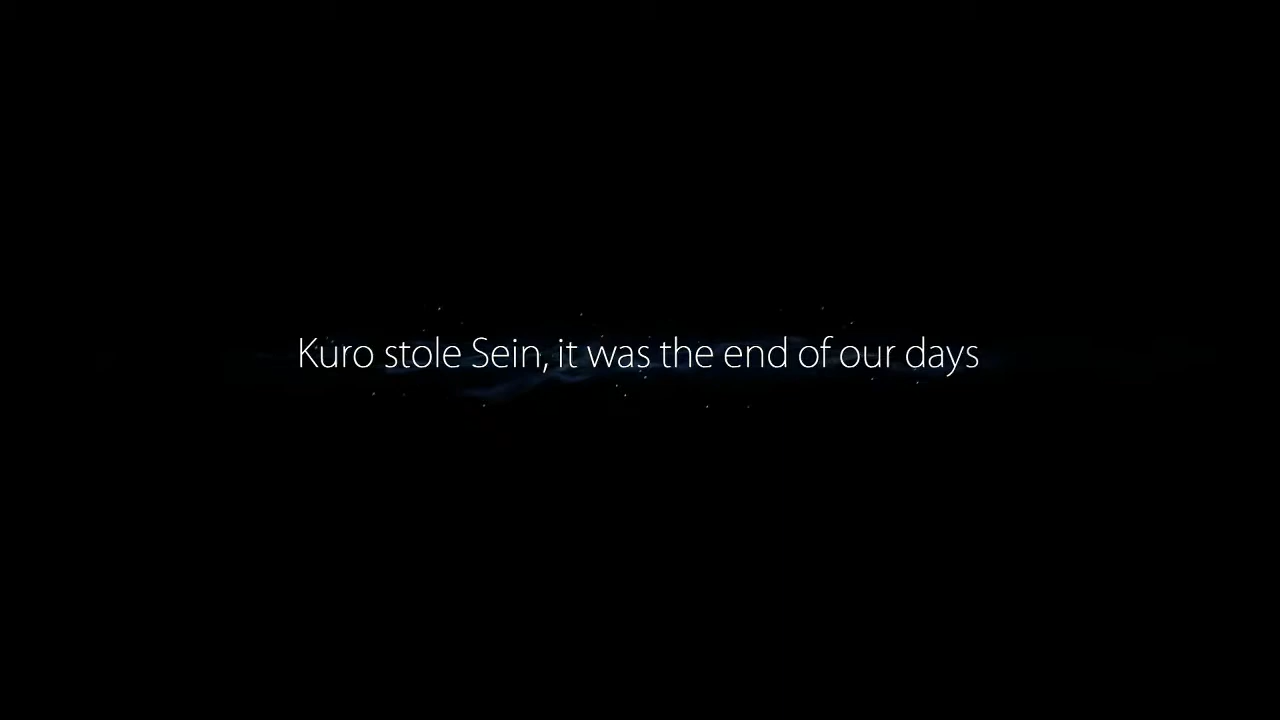 Kuro stole Sein, it was the end of our days